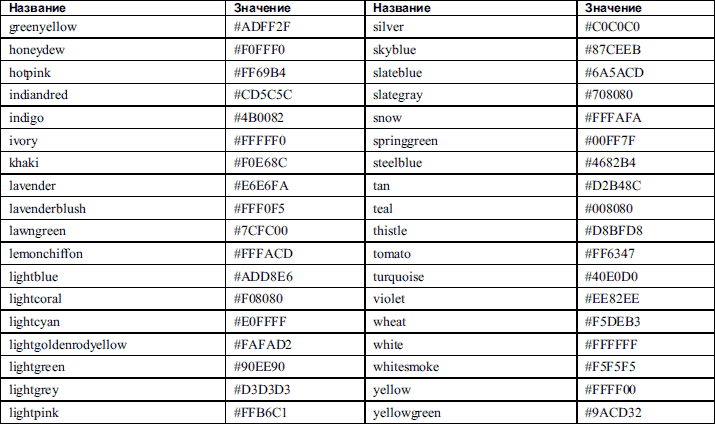 Название Значение Название Значение
greenyellow #ADFF2F silver #C0C0C0
honeydew #F0FFF0 skyblue #87CEEB
hotpink #FF69B4 slateblue #6A5ACD
indiandred #CD5C5C slategray #708080
indigo #4B0082 snow #FFFAFA
ivory #FFFFF0 springgreen #00FF7F
khaki #F0E68C steelblue #4682B4
lavender #E6E6FA tan #D2B48C
lavenderblush #FFF0F5 teal #008080
lawngreen #7CFC00 thistle #D8BFD8
lemonchiffon #FFFACD tomato #FF6347
lightblue #ADD8E6 turquoise #40E0D0
lightcoral #F08080 violet #EE82EE
lightcyan #E0FFFF wheat #F5DEB3
lightgoldenrodyellow #FAFAD2 white #FFFFFF
lightgreen #90EE90 whitesmoke #F5F5F5
lightgrey #D3D3D3 yellow #FFFF00
lightpink #FFB6C1 yellowgreen #9ACD32